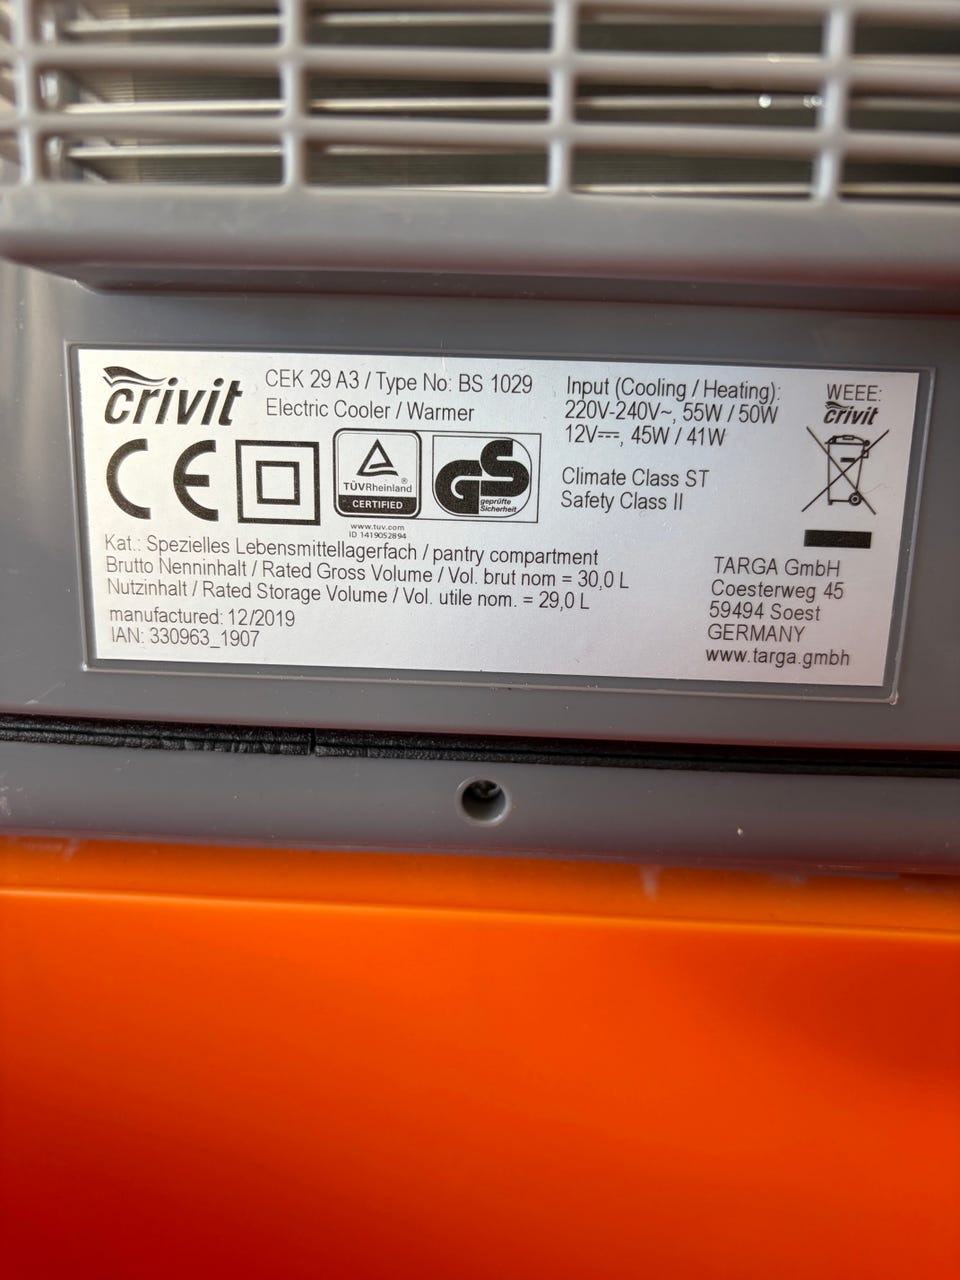 crivit
CEK 29 A3 / Type No: BS 1029
Electric Cooler / Warmer
Input (Cooling / Heating):
220V-240V~, 55W / 50W
12V⎓, 45W / 41W
Climate Class ST
Safety Class II
WEEE:
crivit
CE
TÜVRheinland
®
CERTIFIED
www.tuv.com
ID 1419052894
GS
geprüfte
Sicherheit
Kat.: Spezielles Lebensmittellagerfach / pantry compartment
Brutto Nenninhalt / Rated Gross Volume / Vol. brut nom = 30,0 L
Nutzinhalt / Rated Storage Volume / Vol. utile nom. = 29,0 L
manufactured: 12/2019
IAN: 330963_1907
TARGA GmbH
Coesterweg 45
59494 Soest
GERMANY
www.targa.gmbh